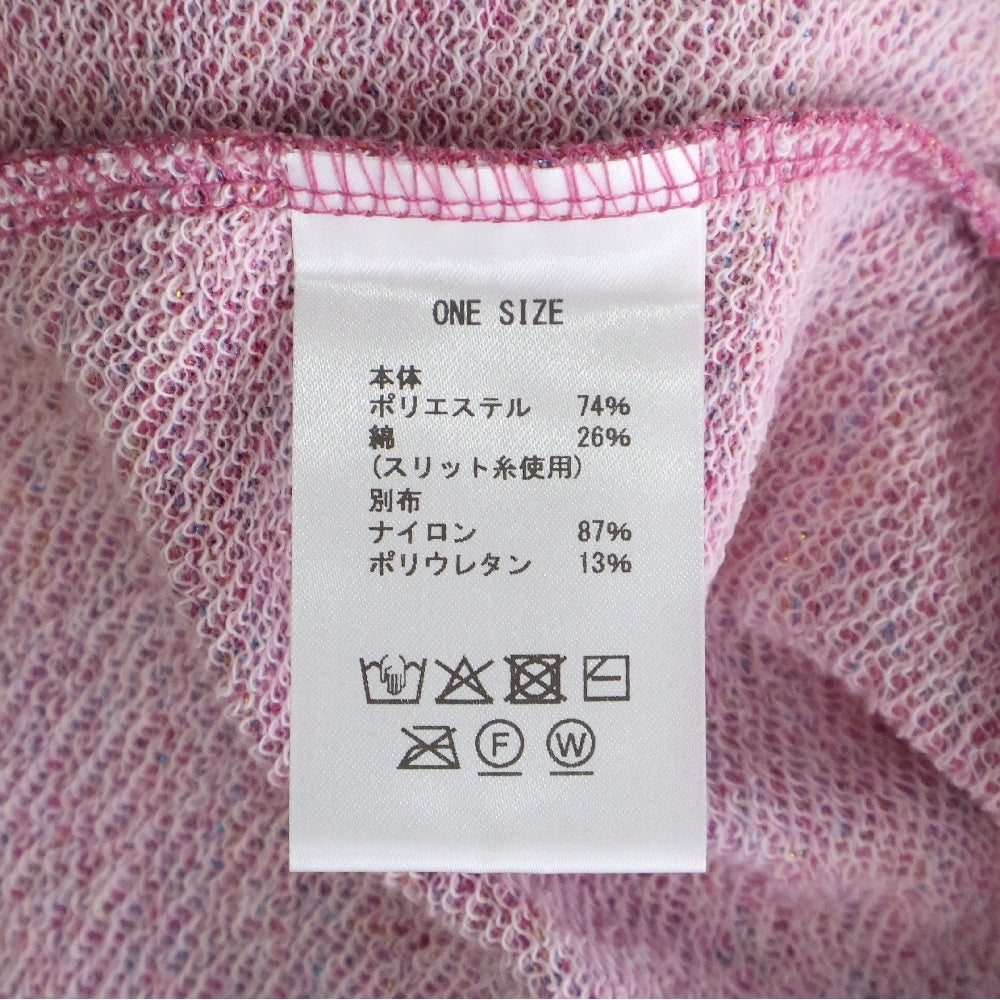 ONE SIZE
本体
ポリエステル 74%
綿 26%
(スリット糸使用)
別布
ナイロン 87%
ポリウレタン 13%
F W